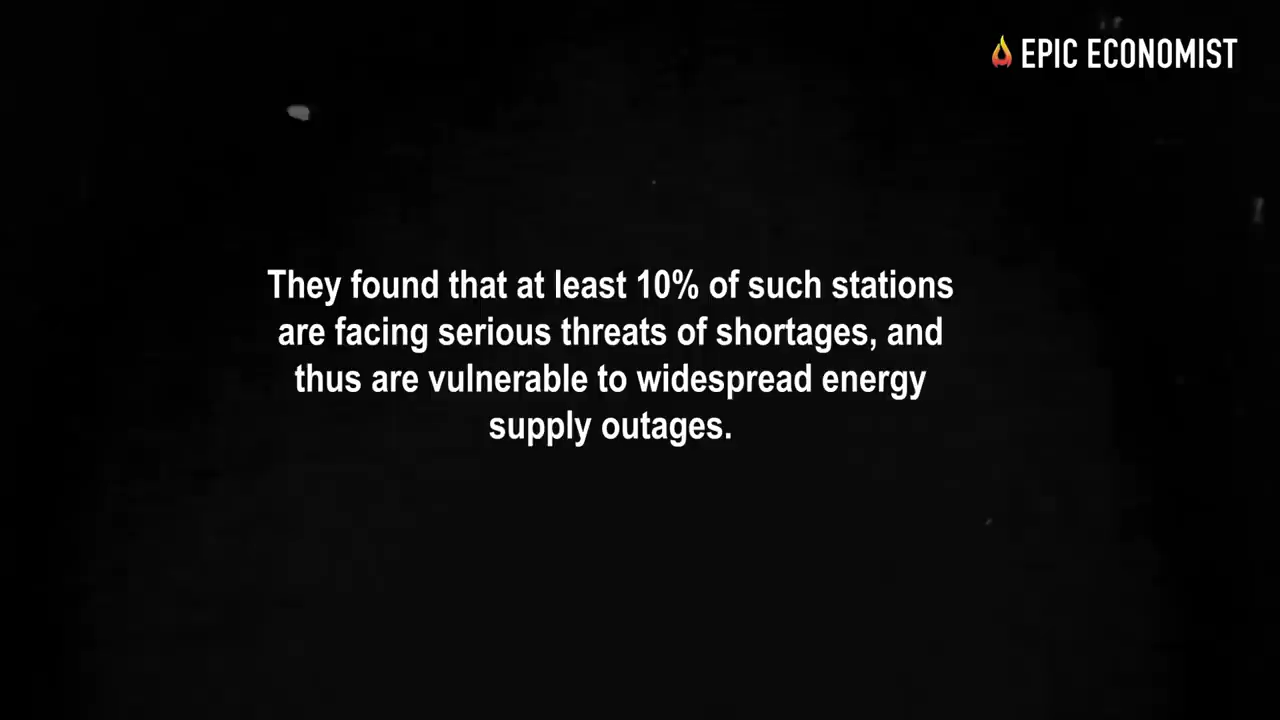 EPIC ECONOMIST
They found that at least 10% of such stations
are facing serious threats of shortages, and
thus are vulnerable to widespread energy
supply outages.